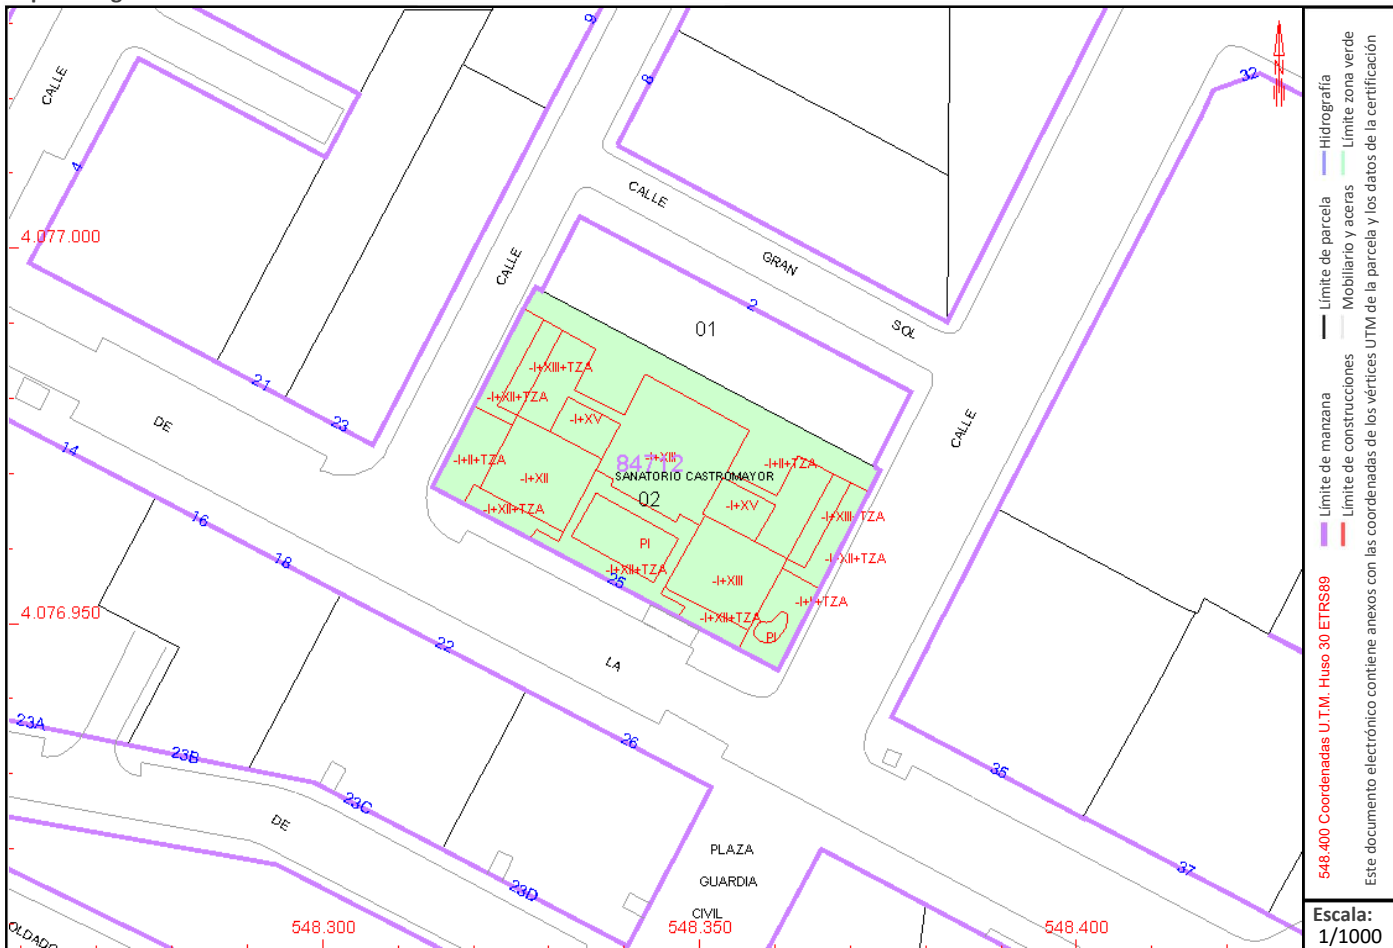 CALLE
4
9
8
32
4.077.000
CALLE
CALLE
GRAN
SOL
2
01
CALLE
-I+XIII+TZA
-I+XII+TZA
-I+XV
21
23
DE
14
-I+II+TZA
-I+XIII
84712
-I+II+TZA
SANATORIO CASTROMAYOR
-I+XII
02
-I+XV
-I+XII+TZA
-I+XIII+TZA
16
PI
18
-I+XII+TZA
-I+XII+TZA
25
-I+XIII
4.076.950
-I+XII+TZA
PI
22
LA
26
23A
23B
23C
35
DE
PLAZA
GUARDIA
37
23D
CIVIL
OLDADO
548.300
548.350
548.400
Hidrografía
Límite zona verde
Límite de parcela
Mobiliario y aceras
Límite de manzana
Límite de construcciones
548.400 Coordenadas U.T.M. Huso 30 ETRS89
Este documento electrónico contiene anexos con las coordenadas de los vértices UTM de la parcela y los datos de la certificación
Escala:
1/1000